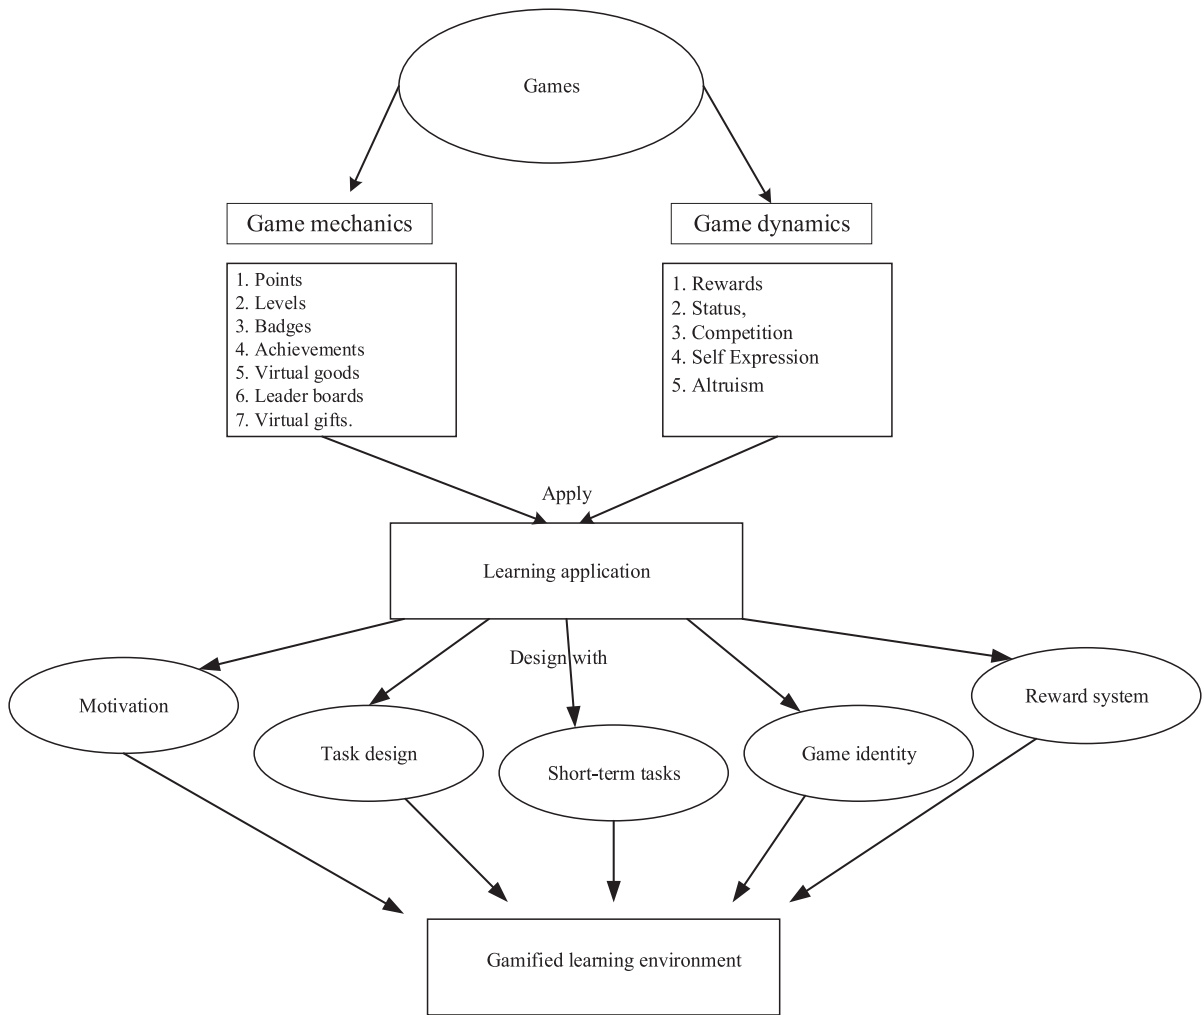 Games
Game mechanics
Game dynamics
1. Points
2. Levels
3. Badges
4. Achievements
5. Virtual goods
6. Leader boards
7. Virtual gifts.
1. Rewards
2. Status,
3. Competition
4. Self Expression
5. Altruism
Apply
Learning application
Design with
Motivation
Task design
Short-term tasks
Game identity
Reward system
Gamified learning environment